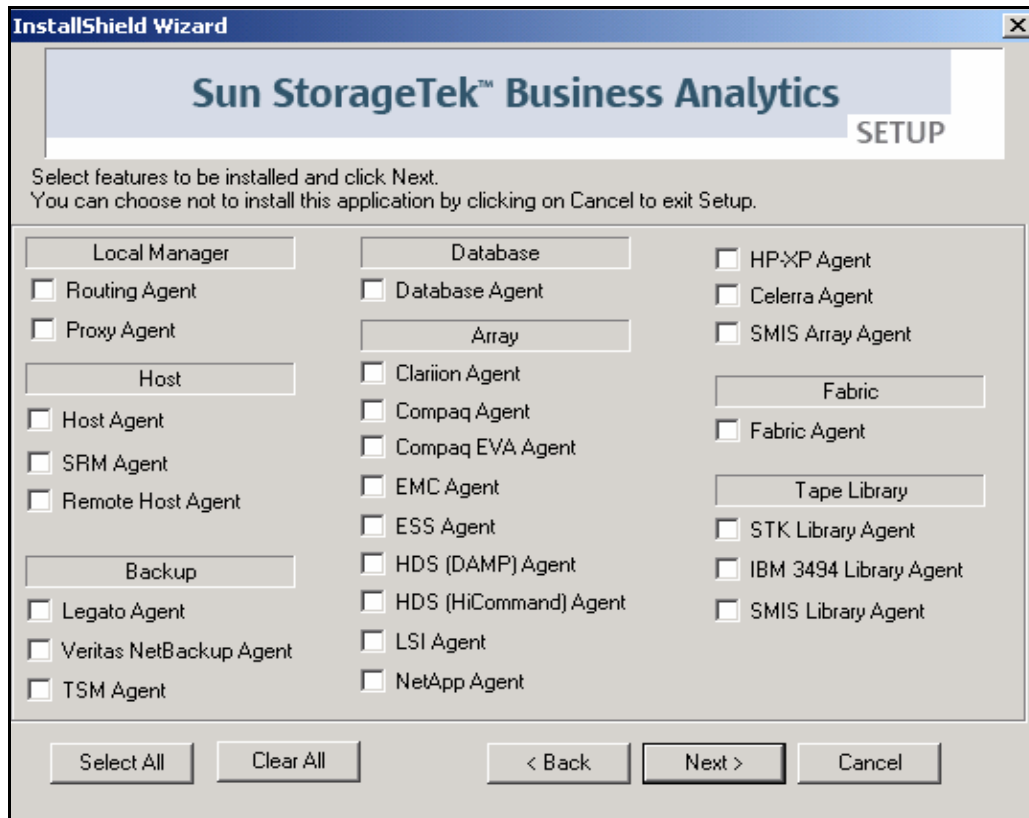 InstallShield Wizard
Sun StorageTek™ Business Analytics
SETUP
Select features to be installed and click Next.
You can choose not to install this application by clicking on Cancel to exit Setup.
Local Manager
Routing Agent
Proxy Agent
Host
Host Agent
SRM Agent
Remote Host Agent
Backup
Legato Agent
Veritas NetBackup Agent
TSM Agent
Database
Database Agent
Array
Clariion Agent
Compaq Agent
Compaq EVA Agent
EMC Agent
ESS Agent
HDS (DAMP) Agent
HDS (HiCommand) Agent
LSI Agent
NetApp Agent
HP-XP Agent
Celerra Agent
SMIS Array Agent
Fabric
Fabric Agent
Tape Library
STK Library Agent
IBM 3494 Library Agent
SMIS Library Agent
Select All
Clear All
< Back
Next >
Cancel